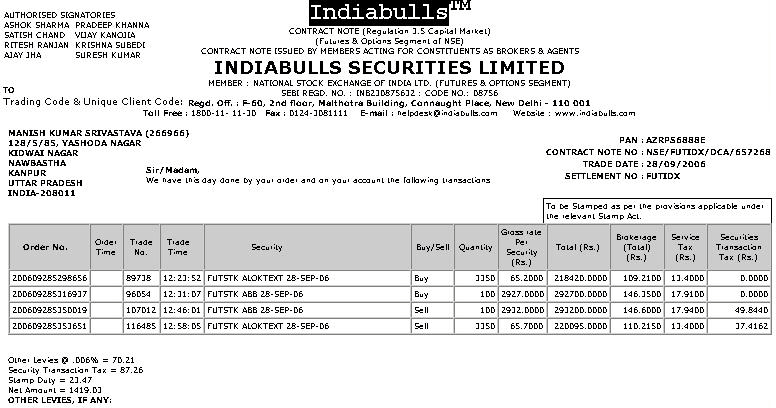 Indiabulls™
AUTHORISED SIGNATORIES
ASHOK SHARMA PRADEEP KHANNA
SATISH CHAND VIJAY KANOJIA
RITESH RANJAN KRISHNA SUBEDI
AJAY JHA SURESH KUMAR
CONTRACT NOTE (Regulation 3.5 Capital Market)
(Futures & Options Segment of NSE)
CONTRACT NOTE ISSUED BY MEMBERS ACTING FOR CONSTITUENTS AS BROKERS & AGENTS
INDIABULLS SECURITIES LIMITED
MEMBER : NATIONAL STOCK EXCHANGE OF INDIA LTD. (FUTURES & OPTIONS SEGMENT)
SEBI REGD. NO. : INB230875632 : CODE NO.: 08756
TO
Trading Code & Unique Client Code: Regd. Off. : F-60, 2nd floor, Malhotra Building, Connaught Place, New Delhi - 110 001
Toll Free : 1800-11- 11-30 Fax : 0124-3081111 E-mail : helpdesk@indiabulls.com Website : www.indiabulls.com
MANISH KUMAR SRIVASTAVA (266966)
128/5/85, YASHODA NAGAR
KIDWAI NAGAR
NAWBASTHA
KANPUR
UTTAR PRADESH
INDIA-208011
Sir/Madam,
We have this day done by your order and on your account the following transactions
PAN : AZRPS6888E
CONTRACT NOTE NO : NSE/FUTIDX/DCA/657268
TRADE DATE : 28/09/2006
SETTLEMENT NO : FUTIDX
To be Stamped as per the provisions applicable under
the relevant Stamp Act.
Order No. Order Time Trade No. Trade Time Security Buy/Sell Quantity Gross rate Per Security (Rs.) Total (Rs.) Brokerage (Total) (Rs.) Service Tax (Rs.) Securities Transaction Tax (Rs.)
200609285298656 89738 12:23:52 FUTSTK ALOKTEXT 28-SEP-06 Buy 3350 65.2000 218420.0000 109.2100 13.4000 0.0000
200609285316937 96054 12:31:07 FUTSTK ABB 28-SEP-06 Buy 100 2927.0000 292700.0000 146.3500 17.9100 0.0000
200609285350019 107012 12:46:01 FUTSTK ABB 28-SEP-06 Sell 100 2932.0000 293200.0000 146.6000 17.9400 49.8440
200609285353651 116485 12:58:05 FUTSTK ALOKTEXT 28-SEP-06 Sell 3350 65.7000 220095.0000 110.2150 13.4000 37.4162
Other Levies @ .006% = 70.21
Security Transaction Tax = 87.26
Stamp Duty = 23.47
Net Amount = 1419.03
OTHER LEVIES, IF ANY: